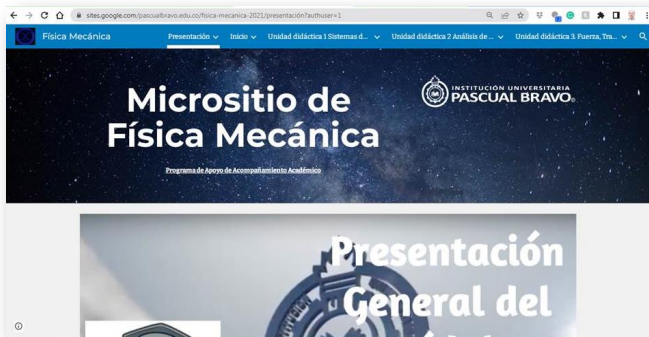 sites.google.com/pascualbravo.edu.co/fisica-mecanica-2021/presentación?authuser=1
Física Mecánica
Presentación
Inicio
Unidad didáctica 1 Sistemas d...
Unidad didáctica 2 Análisis de ...
Unidad didáctica 3. Fuerza, Tra...
Micrositio de
Física Mecánica
INSTITUCIÓN UNIVERSITARIA
PASCUAL BRAVO
Programa de Apoyo de Acompañamiento Académico
Presentación
General del